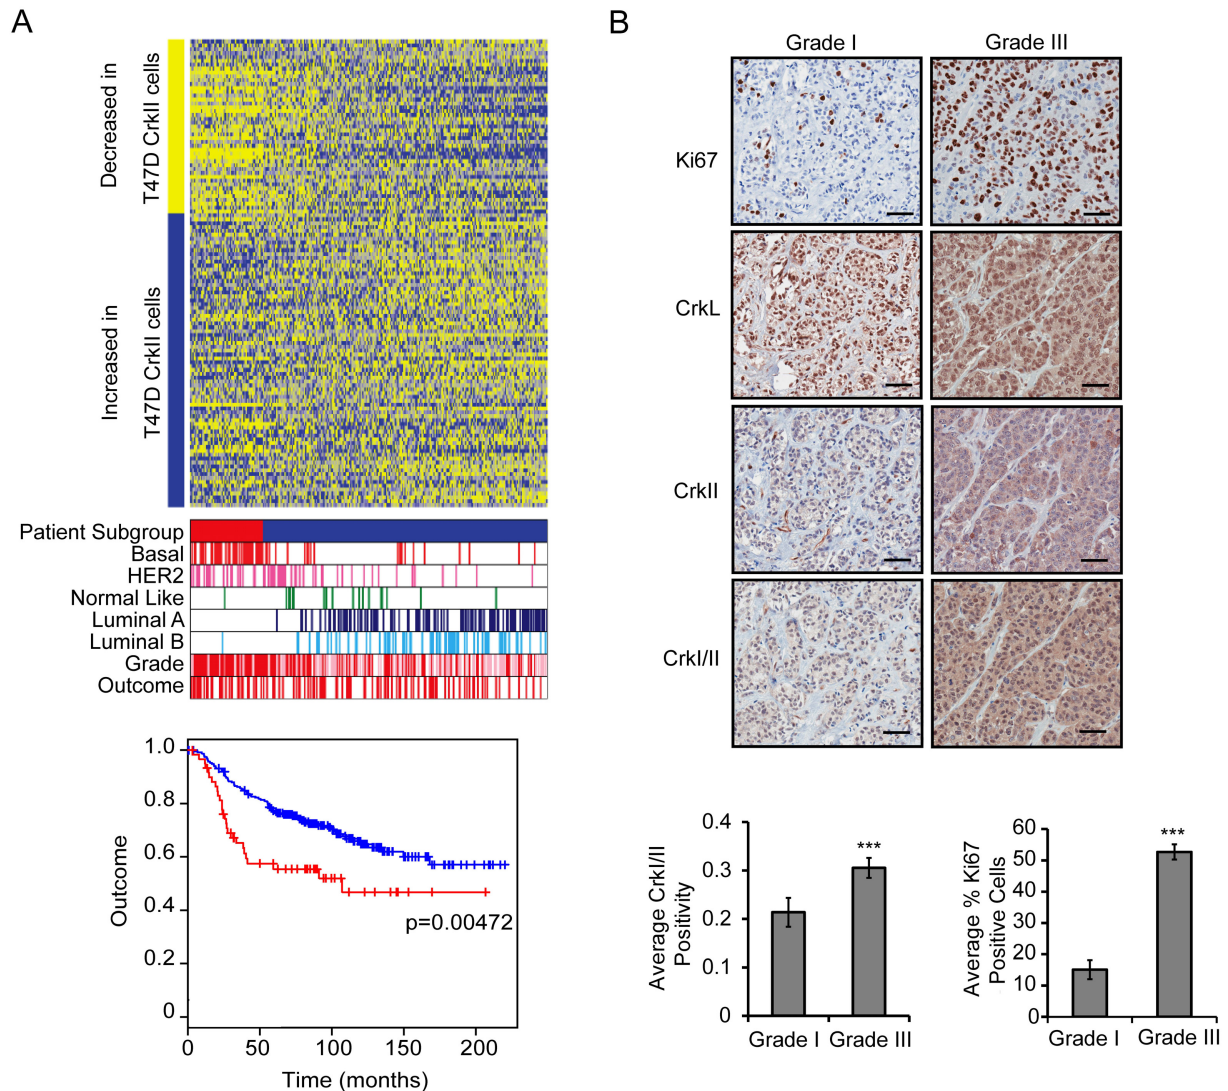 A
Decreased in
T47D CrkII cells
Increased in
T47D CrkII cells
Patient Subgroup
Basal
HER2
Normal Like
Luminal A
Luminal B
Grade
Outcome
1.0
0.8
0.6
0.4
0.2
0
Outcome
p=0.00472
0 50 100 150 200
Time (months)
B
Grade I Grade III
Ki67
CrkL
CrkII
CrkI/II
Average CrkI/II
Positivity
0.4
0.3
0.2
0.1
0
***
Grade I Grade III
Average % Ki67
Positive Cells
60
50
40
30
20
10
0
***
Grade I Grade III